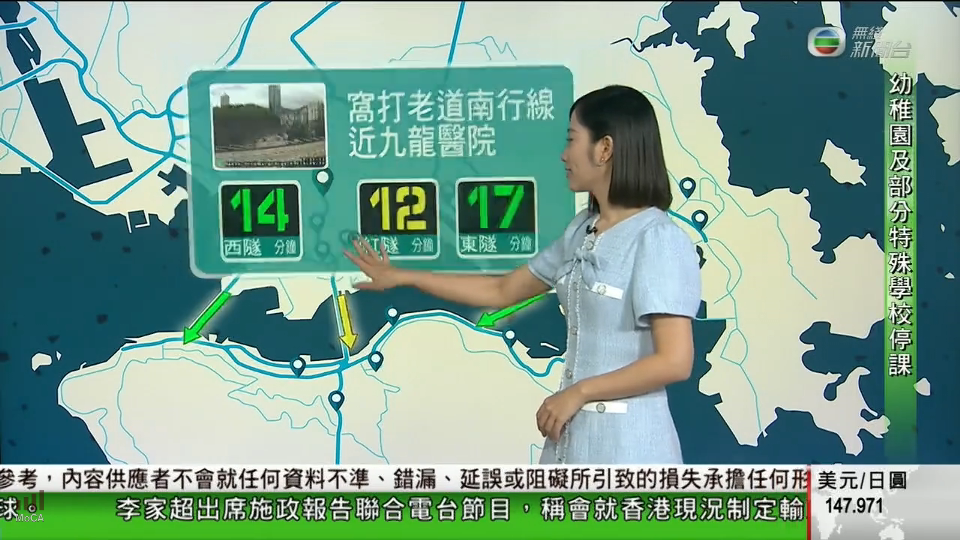 無綫
新聞台
窩打老道南行線
近九龍醫院
14
西隧 分鐘
12
紅隧 分鐘
17
東隧 分鐘
幼稚園及部分特殊學校停課
參考，內容供應者不會就任何資料不準、錯漏、延誤或阻礙所引致的損失承擔任何形
球。 李家超出席施政報告聯合電台節目，稱會就香港現況制定輸
美元/日圓
147.971
MoCA